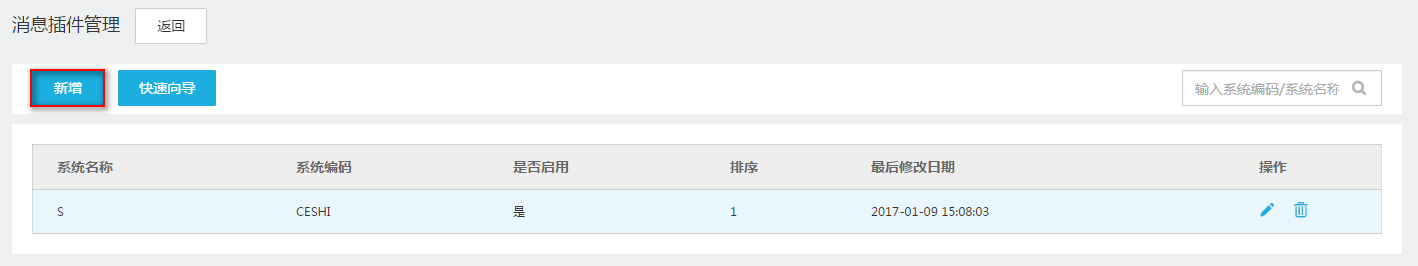 消息插件管理 返回
新增 快速向导 输入系统编码/系统名称
系统名称 系统编码 是否启用 排序 最后修改日期 操作
S CESHI 是 1 2017-01-09 15:08:03